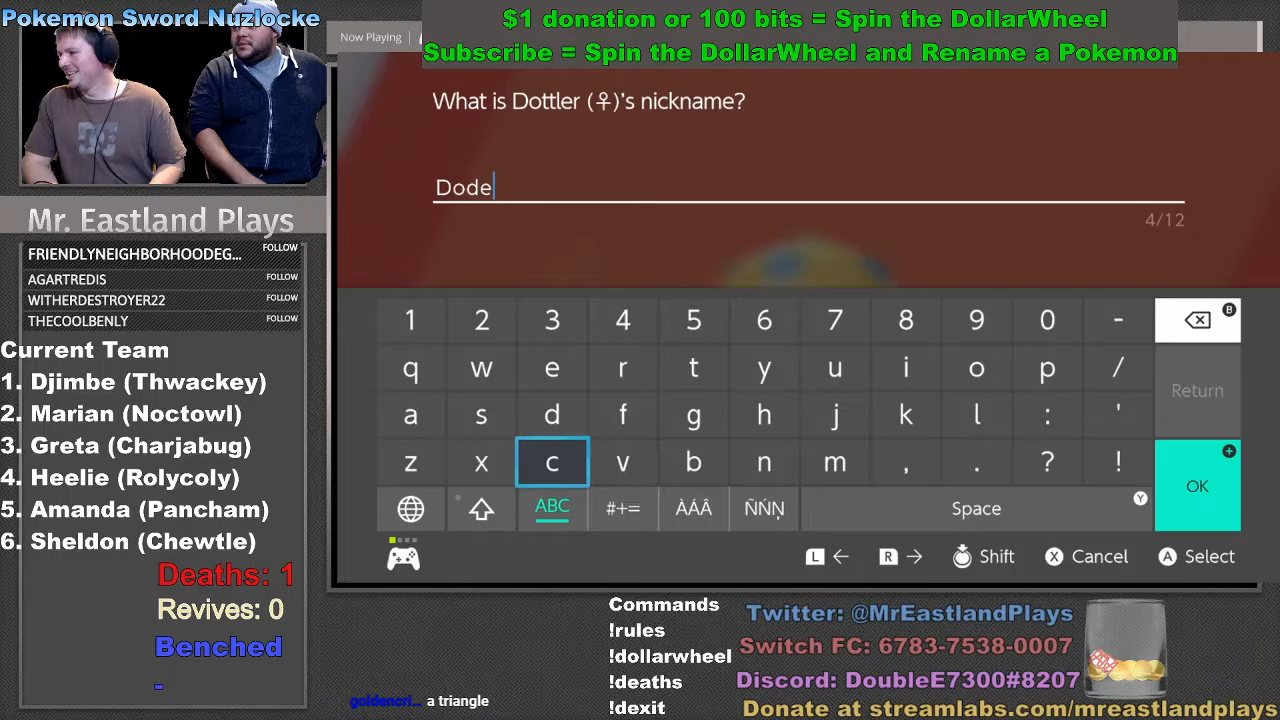 Pokemon Sword Nuzlocke
$1 donation or 100 bits = Spin the DollarWheel
Subscribe = Spin the DollarWheel and Rename a Pokemon
Now Playing
What is Dottler (♀)'s nickname?
Dode
4/12
Mr. Eastland Plays
FRIENDLYNEIGHBORHOODEG... FOLLOW
AGARTREDIS FOLLOW
WITHERDESTROYER22 FOLLOW
THECOOLBENLY FOLLOW
Current Team
1. Djimbe (Thwackey)
2. Marian (Noctowl)
3. Greta (Charjabug)
4. Heelie (Rolycoly)
5. Amanda (Pancham)
6. Sheldon (Chewtle)
Deaths: 1
Revives: 0
Benched
-
1 2 3 4 5 6 7 8 9 0 - B
q w e r t y u i o p / Return
a s d f g h j k l : '
z x c v b n m , . ? ! + OK
ABC #+= ÀÁÂ ÑŃŅ Space Y
L ← R → Shift X Cancel A Select
goldencri... a triangle
Commands
!rules
!dollarwheel
!deaths
!dexit
Twitter: @MrEastlandPlays
Switch FC: 6783-7538-0007
Discord: DoubleE7300#8207
Donate at streamlabs.com/mreastlandplays